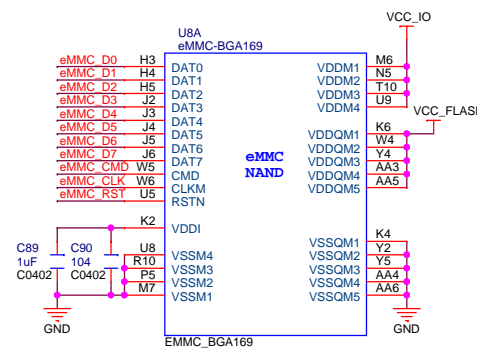 U8A
eMMC-BGA169
VCC_IO
eMMC_D0 H3 DAT0 VDDM1 M6
eMMC_D1 H4 DAT1 VDDM2 N5
eMMC_D2 H5 DAT2 VDDM3 T10
eMMC_D3 J2 DAT3 VDDM4 U9
eMMC_D4 J3 DAT4
VCC_FLASH
eMMC_D5 J4 DAT5 VDDQM1 K6
eMMC_D6 J5 DAT6 VDDQM2 W4
eMMC_D7 J6 DAT7 eMMC VDDQM3 Y4
eMMC_CMD W5 CMD NAND VDDQM4 AA3
eMMC_CLK W6 CLKM VDDQM5 AA5
eMMC_RST U5 RSTN
K2 VDDI
VSSQM1 K4
C89 C90 U8 VSSM4 VSSQM2 Y2
1uF 104 R10 VSSM3 VSSQM3 Y5
C0402 C0402 P5 VSSM2 VSSQM4 AA4
M7 VSSM1 VSSQM5 AA6
GND GND
EMMC_BGA169